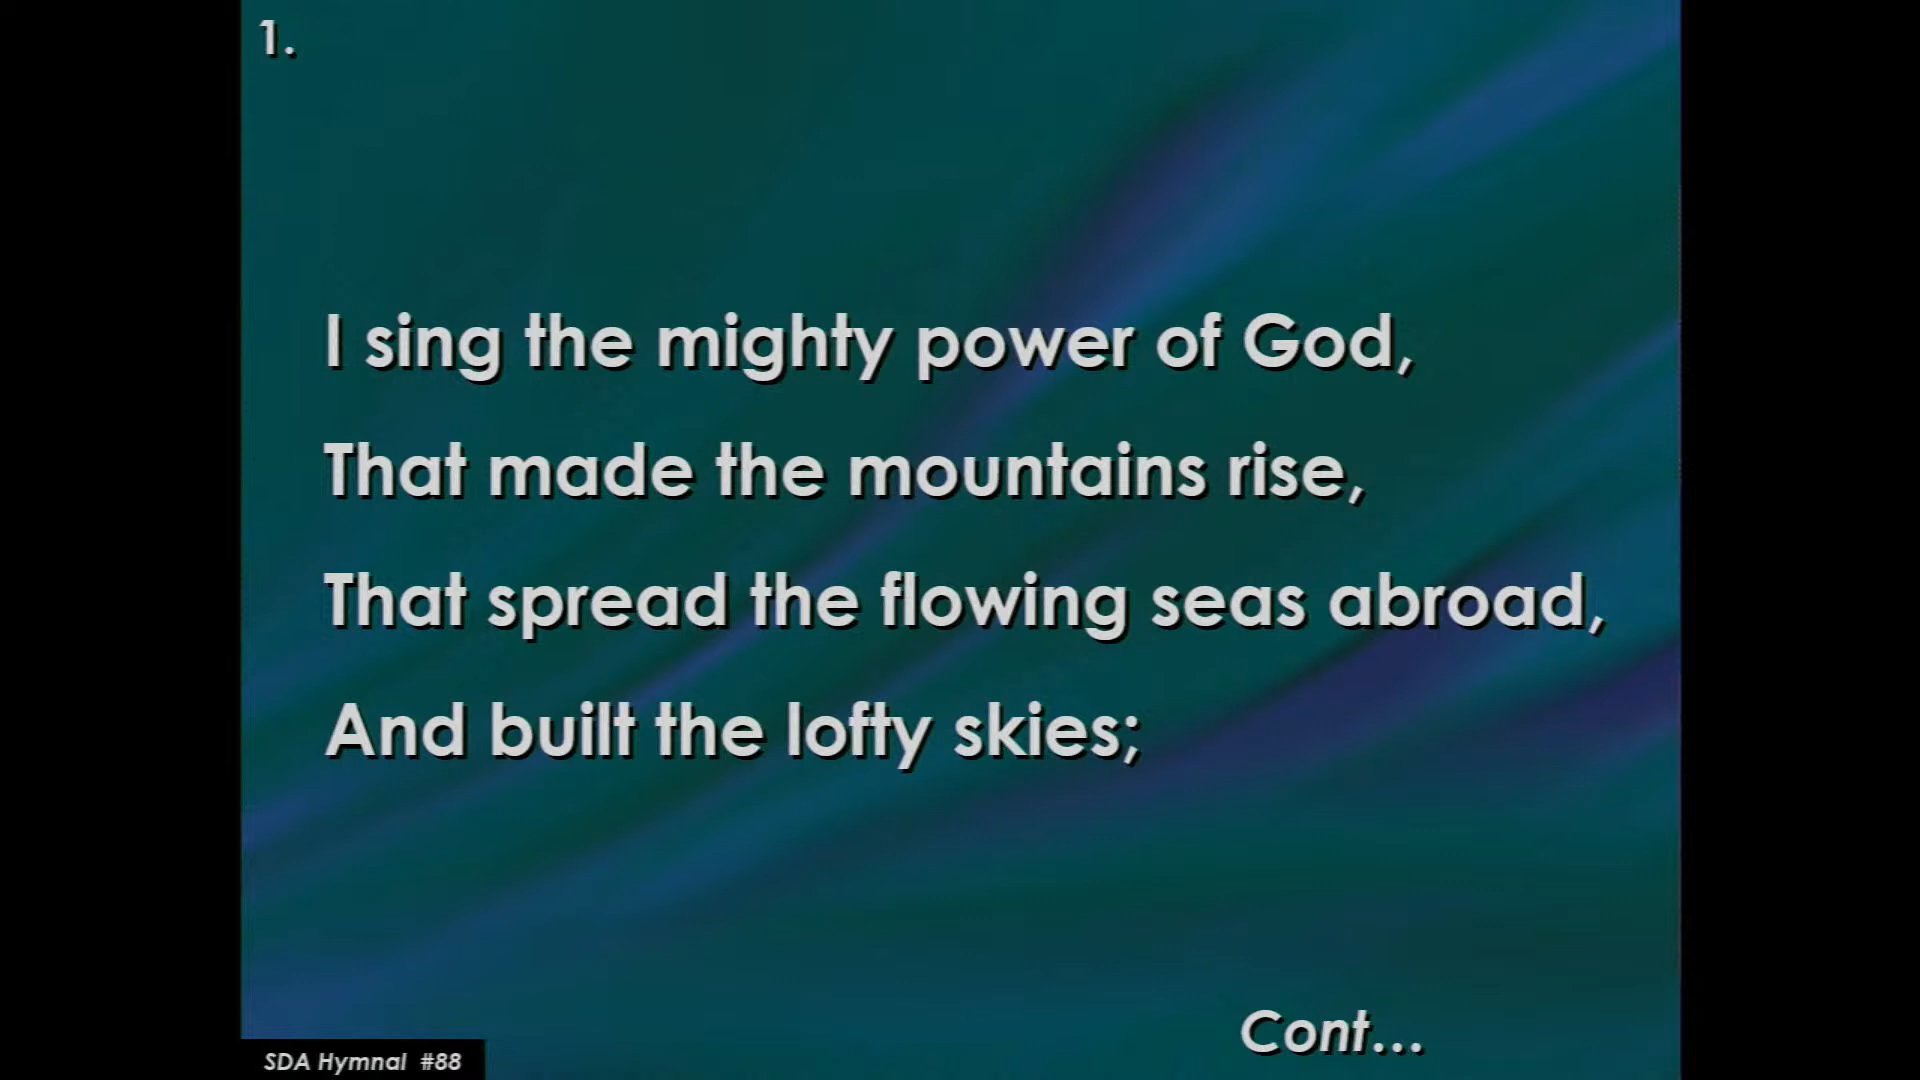 1.
I sing the mighty power of God,
That made the mountains rise,
That spread the flowing seas abroad,
And built the lofty skies;
Cont...
SDA Hymnal #88